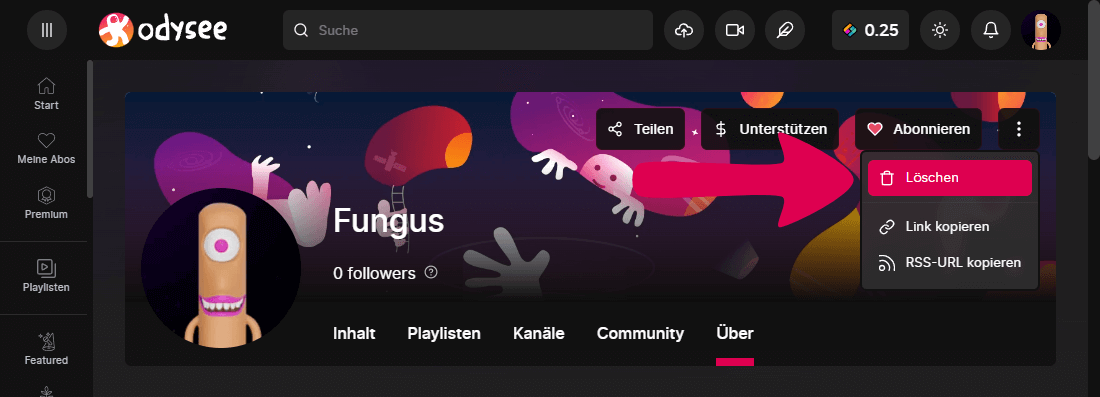 odysee
Suche
0.25
Start
Meine Abos
Premium
Playlisten
Featured
Teilen
Unterstützen
Abonnieren
Löschen
Link kopieren
RSS-URL kopieren
Fungus
0 followers
Inhalt Playlisten Kanäle Community Über